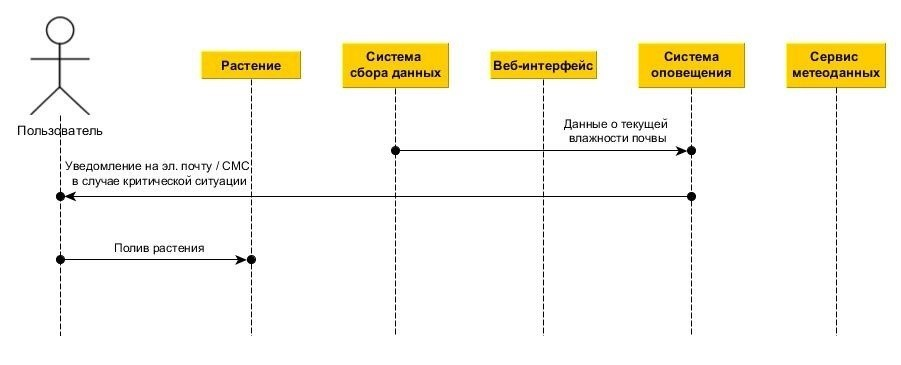 Пользователь
Растение
Система
сбора данных
Веб-интерфейс
Система
оповещения
Сервис
метеоданных
Данные о текущей
влажности почвы
Уведомление на эл. почту / СМС
в случае критической ситуации
Полив растения